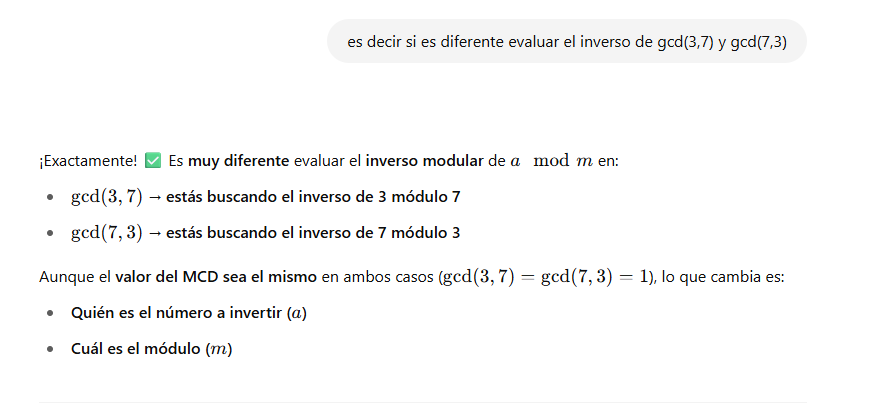 es decir si es diferente evaluar el inverso de gcd(3,7) y gcd(7,3)
¡Exactamente! ✅ Es muy diferente evaluar el inverso modular de a mod m en:
• gcd(3, 7) → estás buscando el inverso de 3 módulo 7
• gcd(7, 3) → estás buscando el inverso de 7 módulo 3
Aunque el valor del MCD sea el mismo en ambos casos (gcd(3, 7) = gcd(7, 3) = 1), lo que cambia es:
• Quién es el número a invertir (a)
• Cuál es el módulo (m)